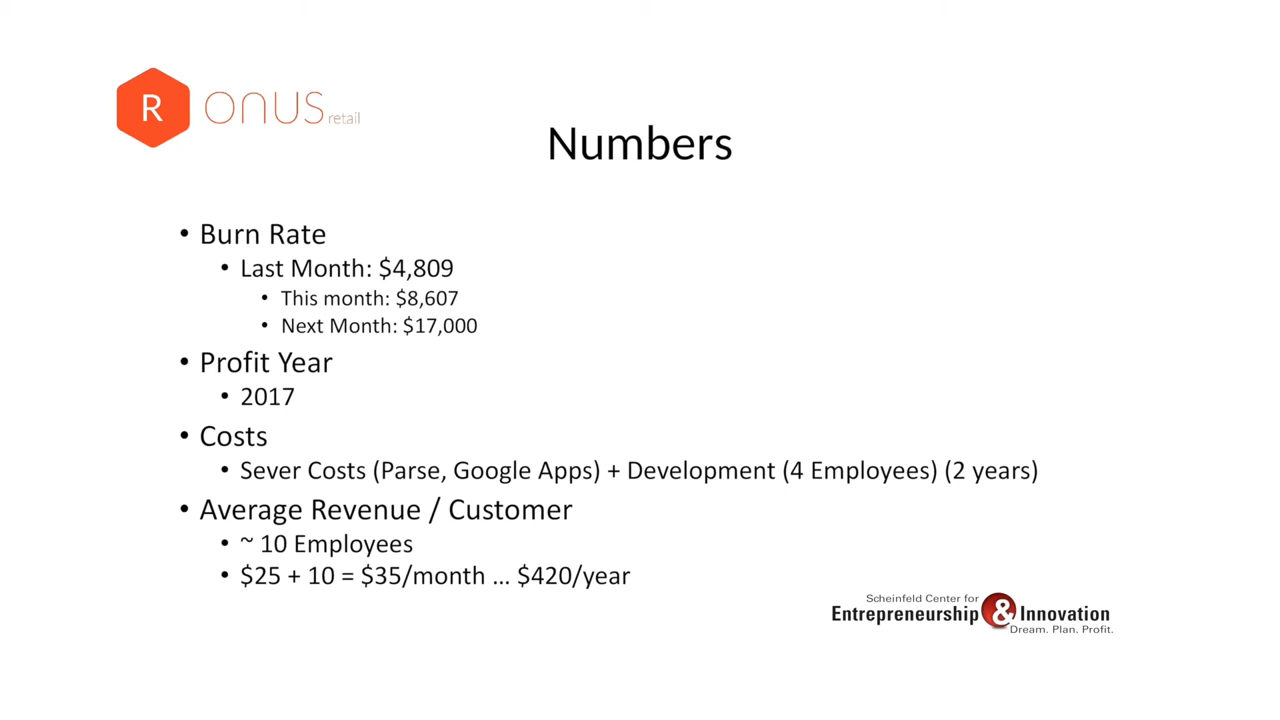 R onus retail
Numbers
• Burn Rate
• Last Month: $4,809
• This month: $8,607
• Next Month: $17,000
• Profit Year
• 2017
• Costs
• Sever Costs (Parse, Google Apps) + Development (4 Employees) (2 years)
• Average Revenue / Customer
• ~ 10 Employees
• $25 + 10 = $35/month ... $420/year
Scheinfeld Center for
Entrepreneurship & Innovation
Dream. Plan. Profit.